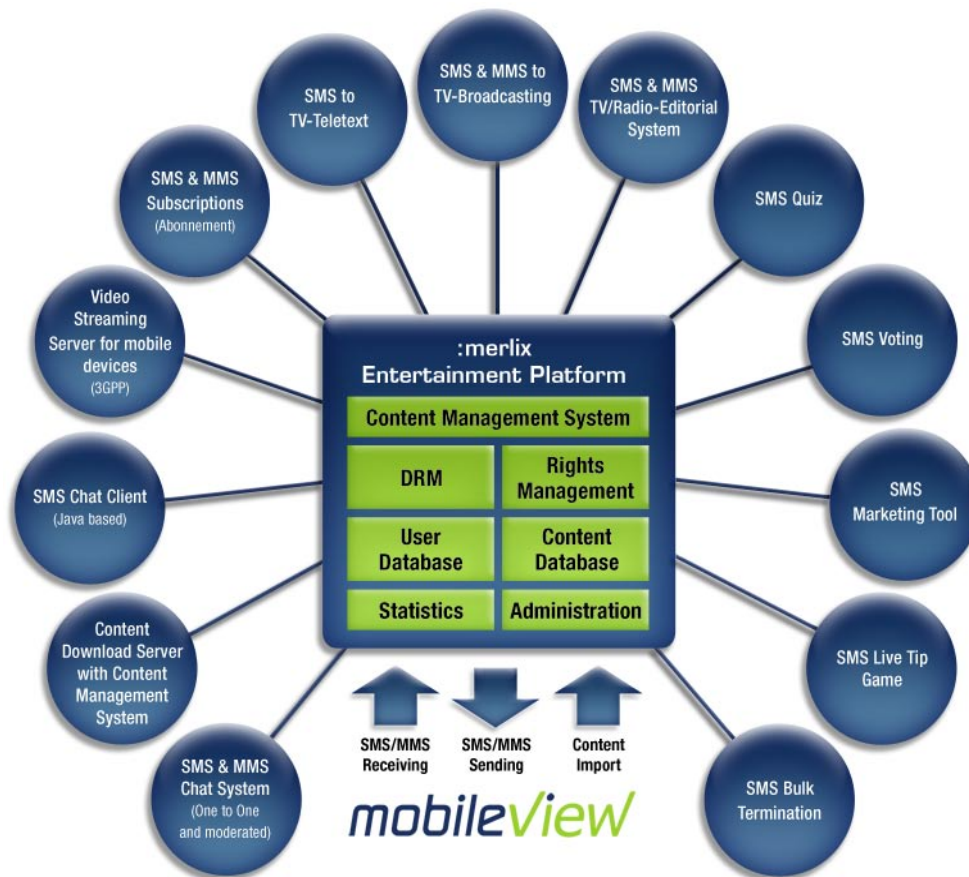 SMS & MMS to
TV-Broadcasting
SMS to
TV-Teletext
SMS & MMS
TV/Radio-Editorial
System
SMS & MMS
Subscriptions
(Abonnement)
SMS Quiz
Video
Streaming
Server for mobile
devices
(3GPP)
SMS Voting
:merlix
Entertainment Platform
Content Management System
DRM
Rights
Management
User
Database
Content
Database
Statistics
Administration
SMS Chat Client
(Java based)
SMS
Marketing Tool
Content
Download Server
with Content
Management
System
SMS Live Tip
Game
SMS & MMS
Chat System
(One to One
and moderated)
SMS Bulk
Termination
SMS/MMS
Receiving
SMS/MMS
Sending
Content
Import
mobileView